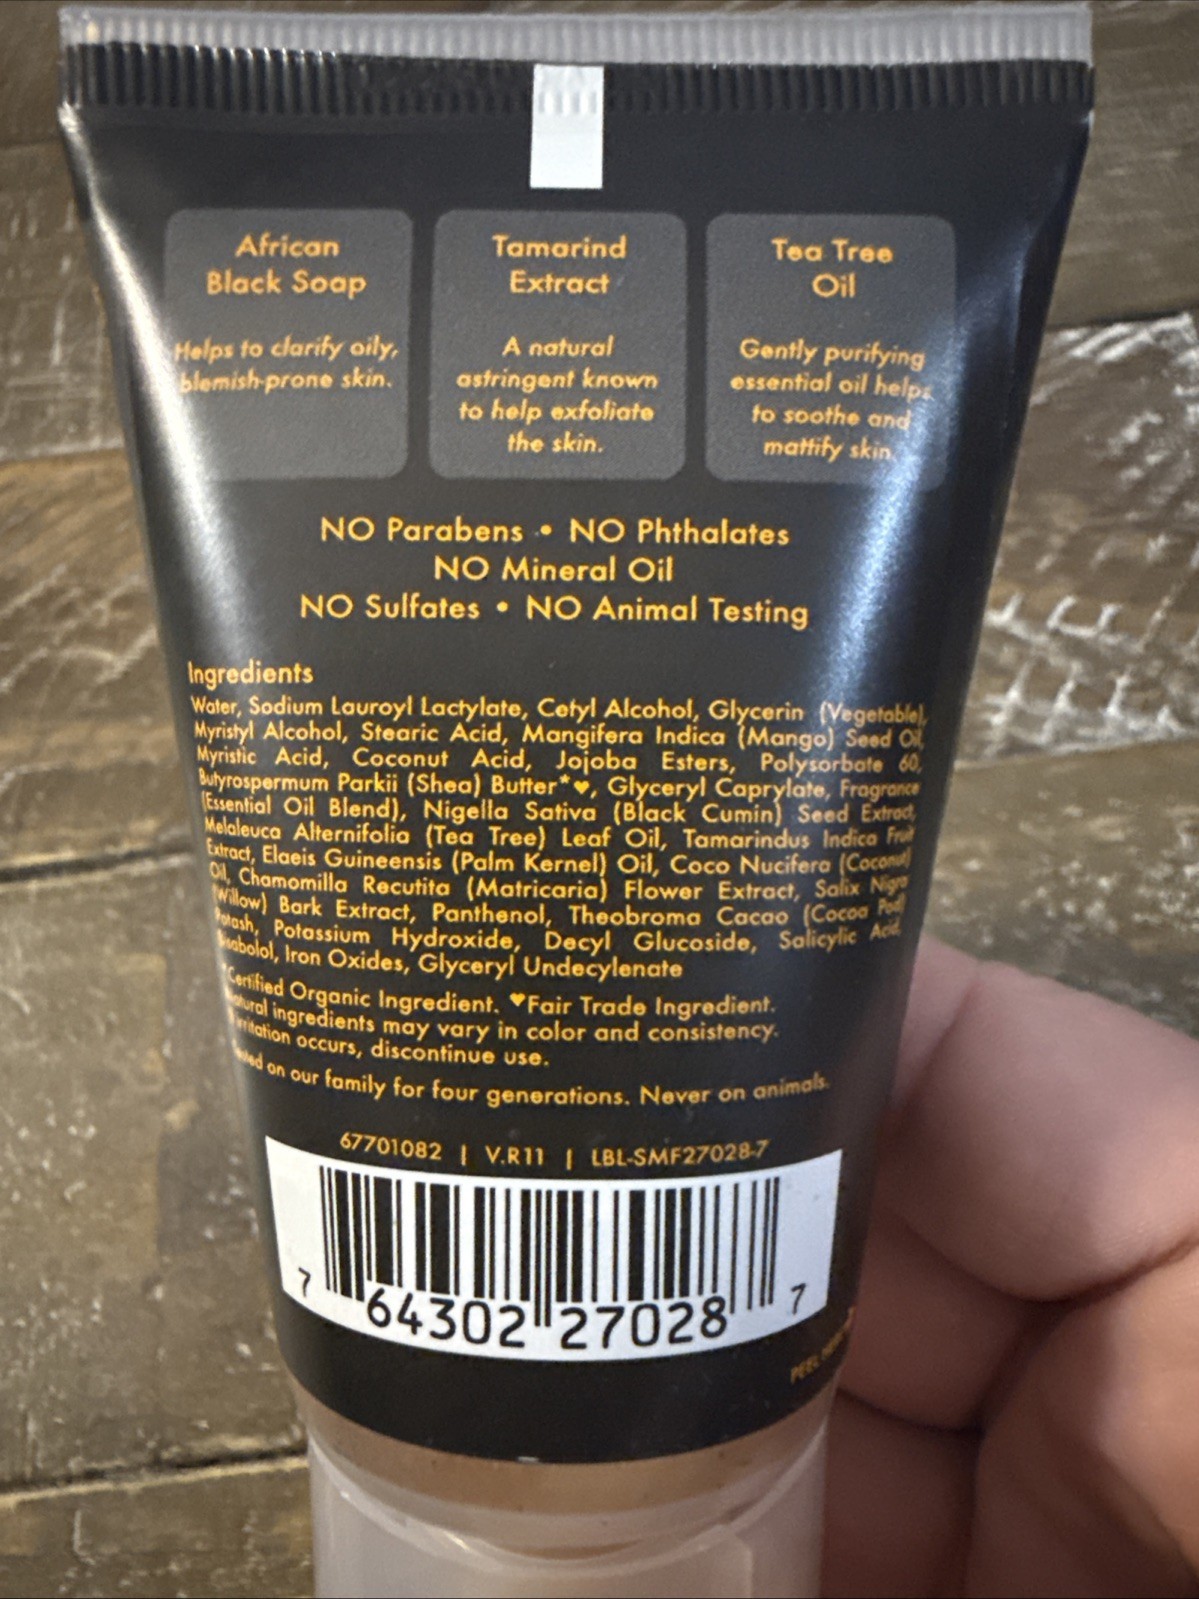 African
Black Soap
Helps to clarify oily,
blemish-prone skin.
Tamarind
Extract
A natural
astringent known
to help exfoliate
the skin.
Tea Tree
Oil
Gently purifying
essential oil helps
to soothe and
mattify skin.
NO Parabens • NO Phthalates
NO Mineral Oil
NO Sulfates • NO Animal Testing
Ingredients
Water, Sodium Lauroyl Lactylate, Cetyl Alcohol, Glycerin (Vegetable),
Myristyl Alcohol, Stearic Acid, Mangifera Indica (Mango) Seed Oil,
Myristic Acid, Coconut Acid, Jojoba Esters, Polysorbate 60,
Butyrospermum Parkii (Shea) Butter*♥, Glyceryl Caprylate, Fragrance
(Essential Oil Blend), Nigella Sativa (Black Cumin) Seed Extract,
Melaleuca Alternifolia (Tea Tree) Leaf Oil, Tamarindus Indica Fruit
Extract, Elaeis Guineensis (Palm Kernel) Oil, Coco Nucifera (Coconut)
Oil, Chamomilla Recutita (Matricaria) Flower Extract, Salix Nigra
(Willow) Bark Extract, Panthenol, Theobroma Cacao (Cocoa Pod)
Potash, Potassium Hydroxide, Decyl Glucoside, Salicylic Acid,
Bisabolol, Iron Oxides, Glyceryl Undecylenate
*Certified Organic Ingredient. ♥Fair Trade Ingredient.
Natural ingredients may vary in color and consistency.
If irritation occurs, discontinue use.
on our family for four generations. Never on animals.
67701082 | V.R11 | LBL-SMF27028-7
7 64302 27028 7
PEEL